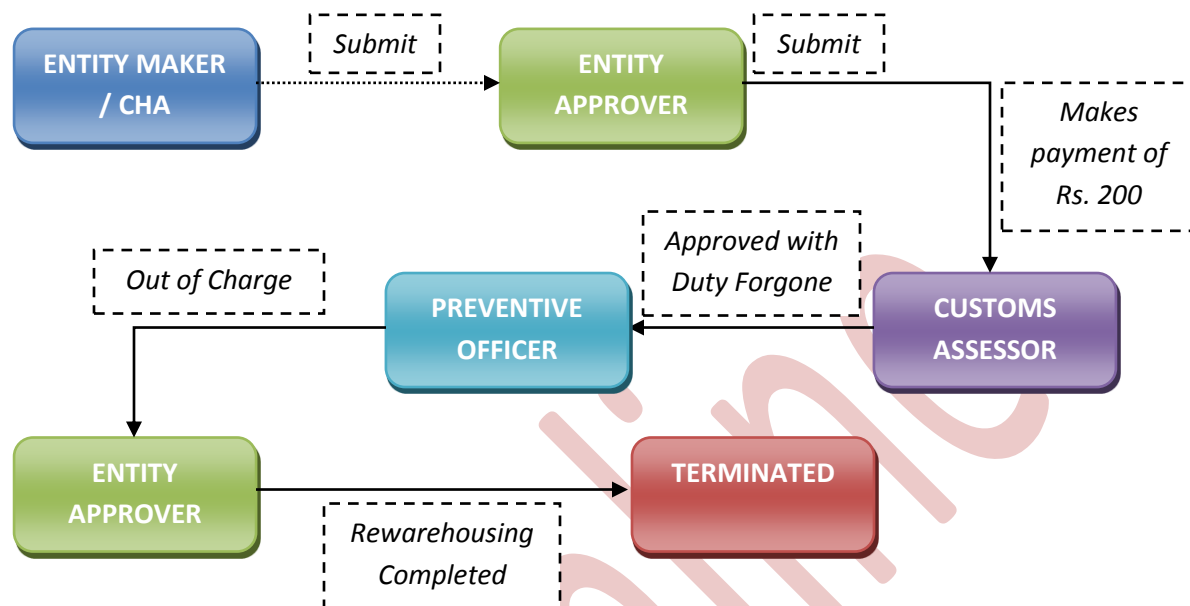 Submit
ENTITY MAKER
/ CHA
ENTITY
APPROVER
Submit
Makes
payment of
Rs. 200
CUSTOMS
ASSESSOR
Approved with
Duty Forgone
PREVENTIVE
OFFICER
Out of Charge
ENTITY
APPROVER
Rewarehousing
Completed
TERMINATED